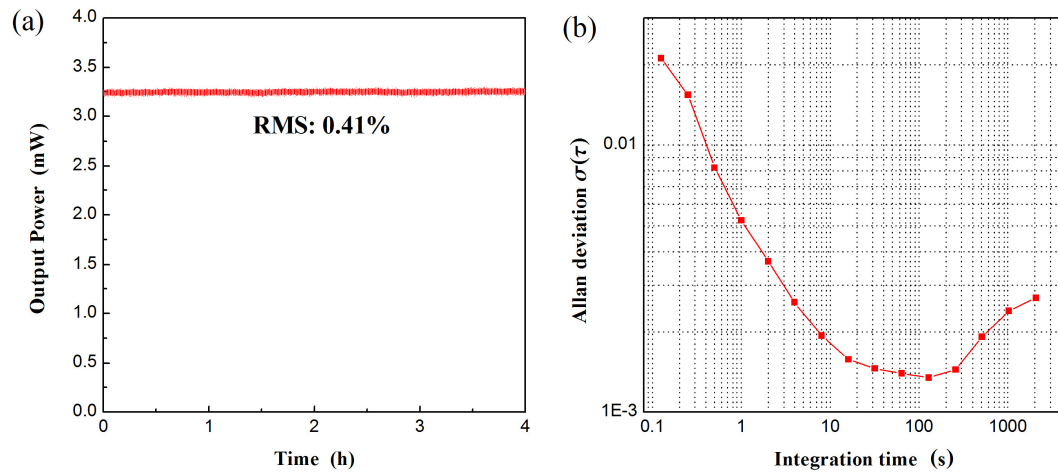 (a)
4.0
3.5
3.0
2.5
2.0
1.5
1.0
0.5
0.0
Output Power (mW)
RMS: 0.41%
0 1 2 3 4
Time (h)
(b)
0.01
1E-3
Allan deviation σ(τ)
0.1 1 10 100 1000
Integration time (s)